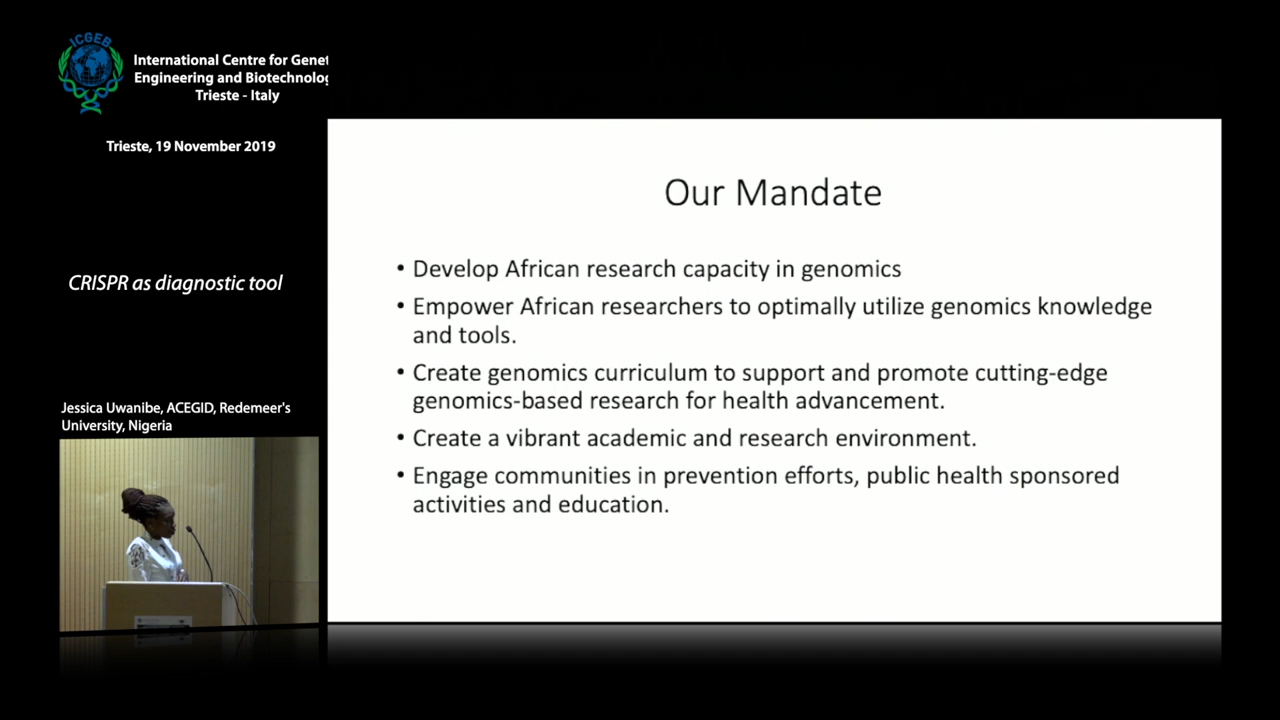 ICGEB
International Centre for Genet
Engineering and Biotechnolog
Trieste - Italy
Trieste, 19 November 2019
CRISPR as diagnostic tool
Jessica Uwanibe, ACEGID, Redemeer's
University, Nigeria
Our Mandate
• Develop African research capacity in genomics
• Empower African researchers to optimally utilize genomics knowledge
and tools.
• Create genomics curriculum to support and promote cutting-edge
genomics-based research for health advancement.
• Create a vibrant academic and research environment.
• Engage communities in prevention efforts, public health sponsored
activities and education.